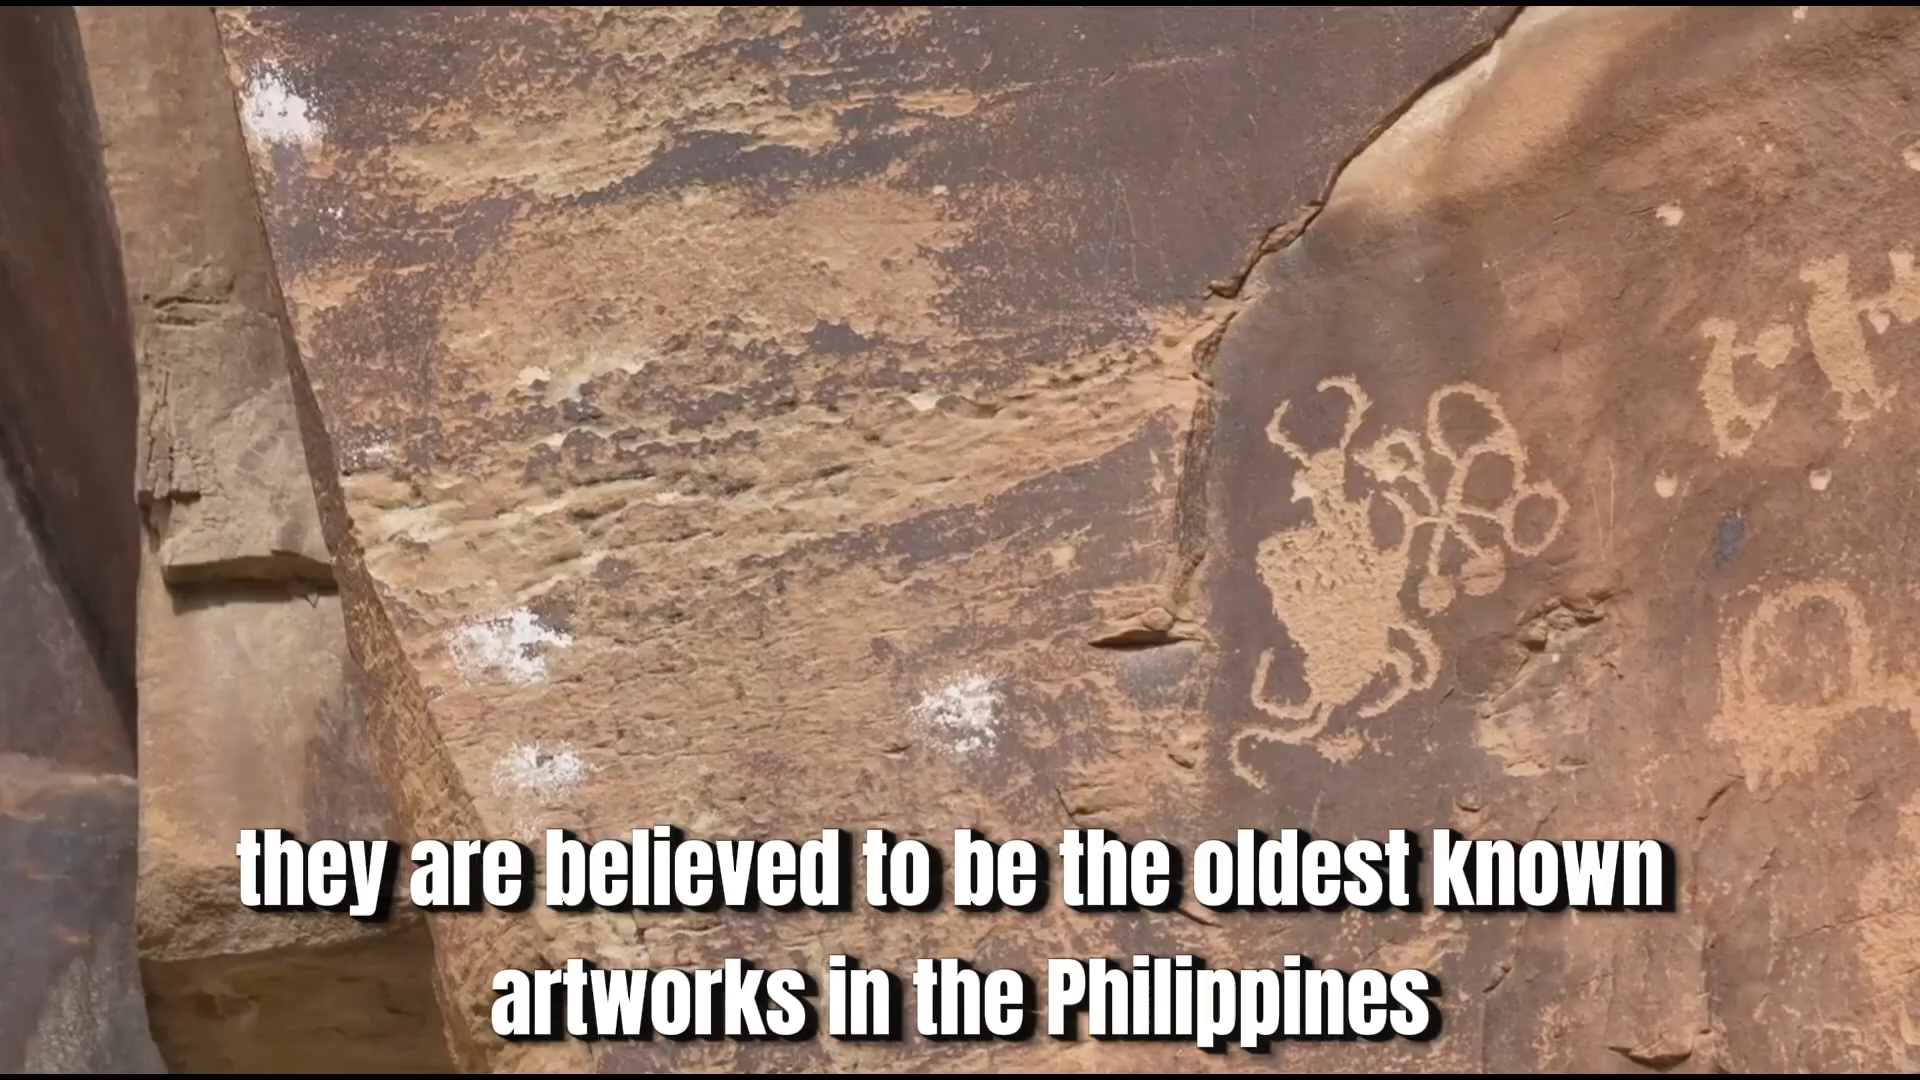 they are believed to be the oldest known
artworks in the Philippines